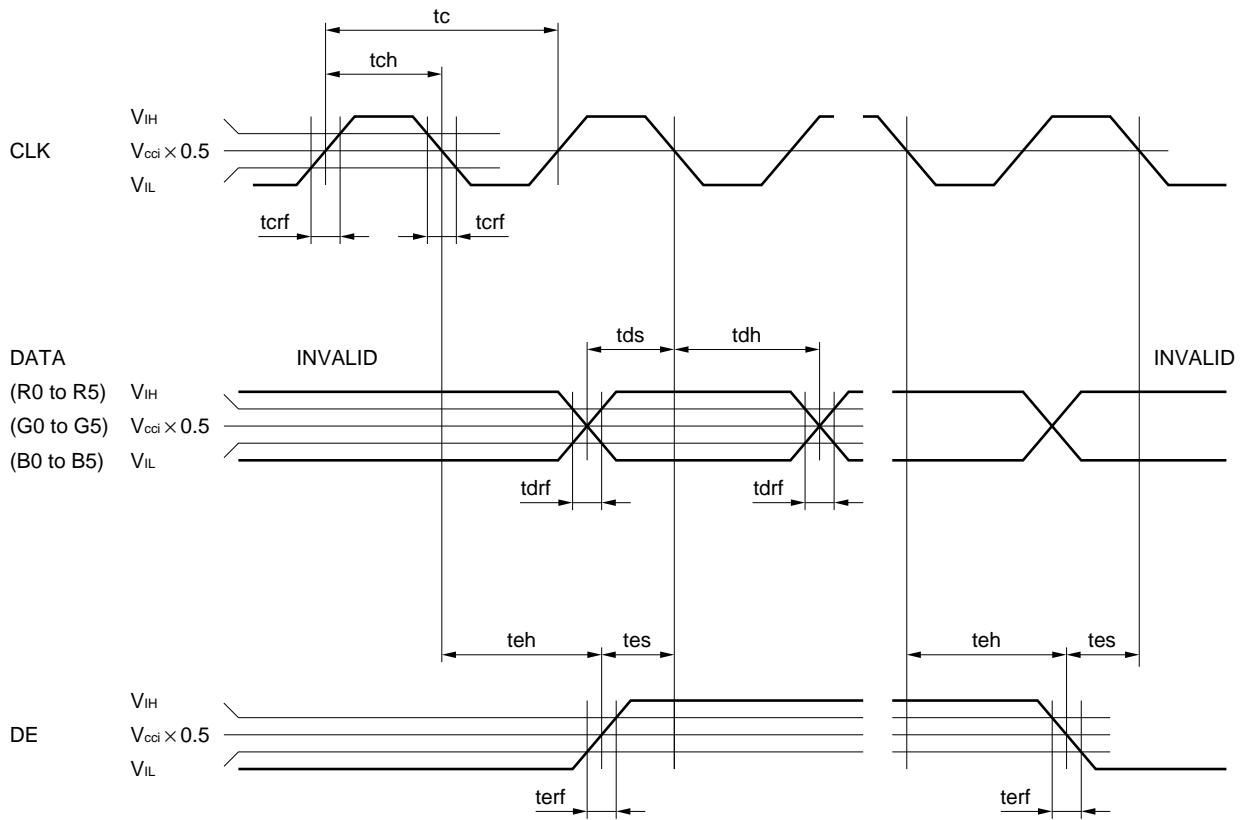 tc
tch
VIH
CLK
Vcci × 0.5
VIL
tcrf
tcrf
tds
tdh
DATA
INVALID
INVALID
(R0 to R5)
VIH
(G0 to G5)
Vcci × 0.5
(B0 to B5)
VIL
tdrf
tdrf
teh
tes
teh
tes
VIH
DE
Vcci × 0.5
VIL
terf
terf